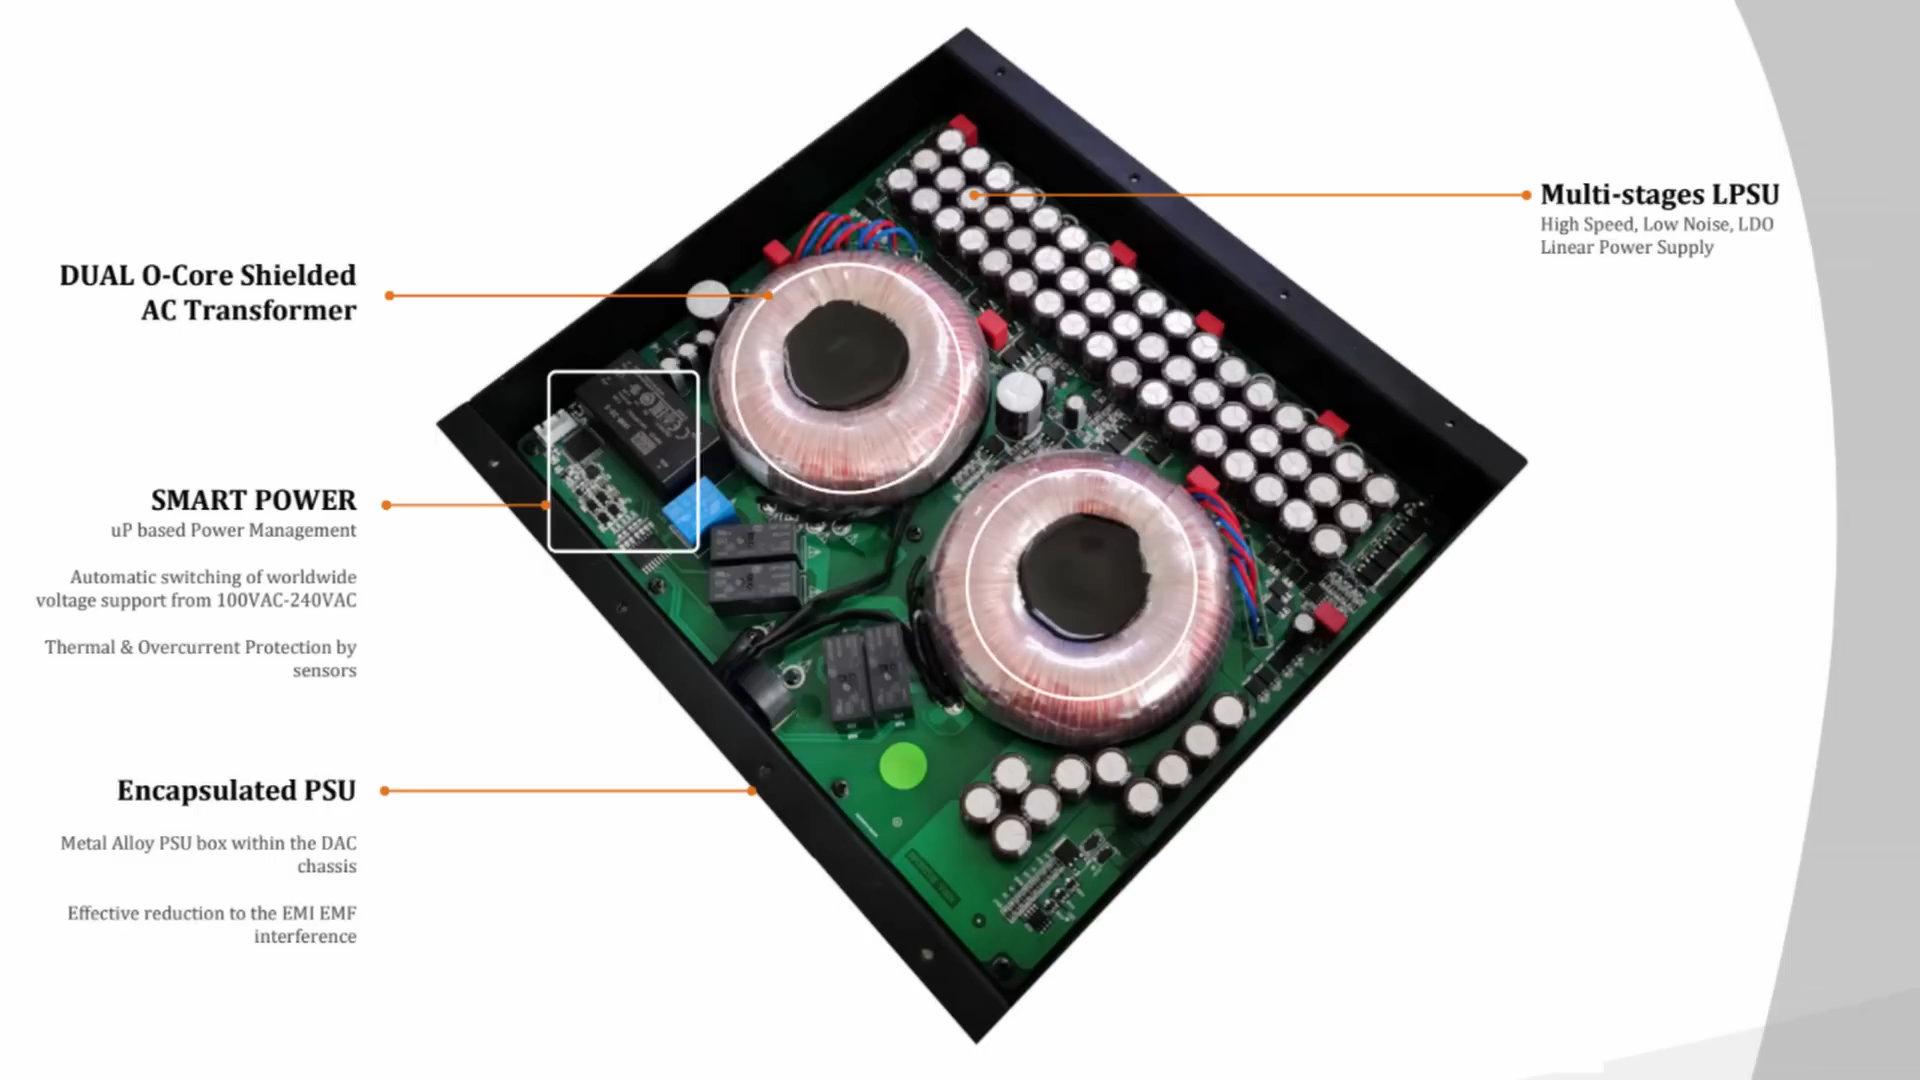 DUAL O-Core Shielded
AC Transformer
SMART POWER
uP based Power Management
Automatic switching of worldwide
voltage support from 100VAC-240VAC
Thermal & Overcurrent Protection by
sensors
Encapsulated PSU
Metal Alloy PSU box within the DAC
chassis
Effective reduction to the EMI EMF
interference
Multi-stages LPSU
High Speed, Low Noise, LDO
Linear Power Supply